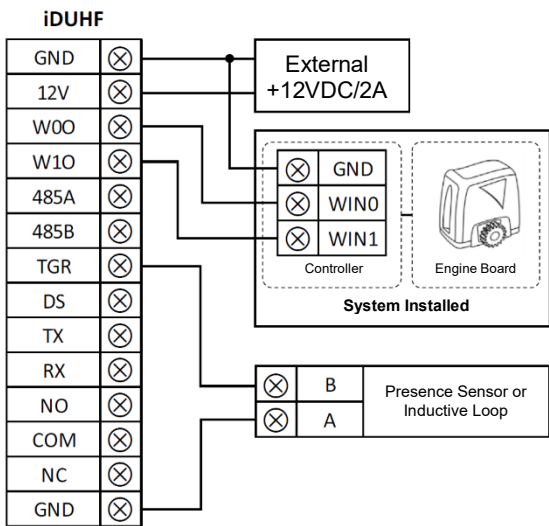 iDUHF
GND
12V
W0O
W1O
485A
485B
TGR
DS
TX
RX
NO
COM
NC
GND
External
+12VDC/2A
GND
WIN0
WIN1
Controller
Engine Board
System Installed
B
A
Presence Sensor or
Inductive Loop